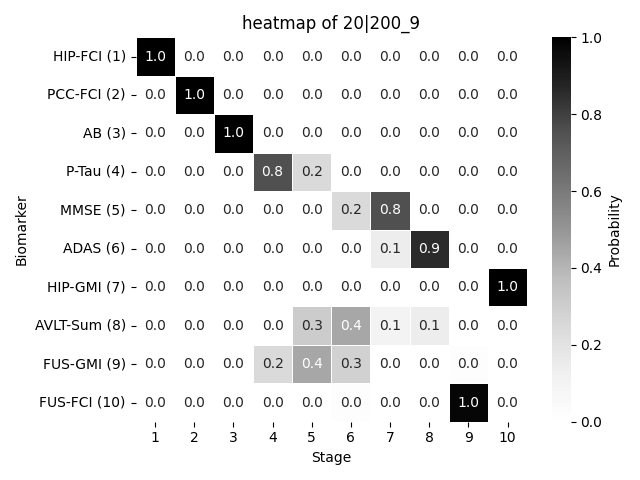 heatmap of 20|200_9
HIP-FCI (1) 1.0 0.0 0.0 0.0 0.0 0.0 0.0 0.0 0.0 0.0
PCC-FCI (2) 0.0 1.0 0.0 0.0 0.0 0.0 0.0 0.0 0.0 0.0
AB (3) 0.0 0.0 1.0 0.0 0.0 0.0 0.0 0.0 0.0 0.0
P-Tau (4) 0.0 0.0 0.0 0.8 0.2 0.0 0.0 0.0 0.0 0.0
MMSE (5) 0.0 0.0 0.0 0.0 0.0 0.2 0.8 0.0 0.0 0.0
ADAS (6) 0.0 0.0 0.0 0.0 0.0 0.0 0.1 0.9 0.0 0.0
HIP-GMI (7) 0.0 0.0 0.0 0.0 0.0 0.0 0.0 0.0 0.0 1.0
AVLT-Sum (8) 0.0 0.0 0.0 0.0 0.3 0.4 0.1 0.1 0.0 0.0
FUS-GMI (9) 0.0 0.0 0.0 0.2 0.4 0.3 0.0 0.0 0.0 0.0
FUS-FCI (10) 0.0 0.0 0.0 0.0 0.0 0.0 0.0 0.0 1.0 0.0
1 2 3 4 5 6 7 8 9 10
Stage
Biomarker
1.0
0.8
0.6
0.4
0.2
0.0
Probability